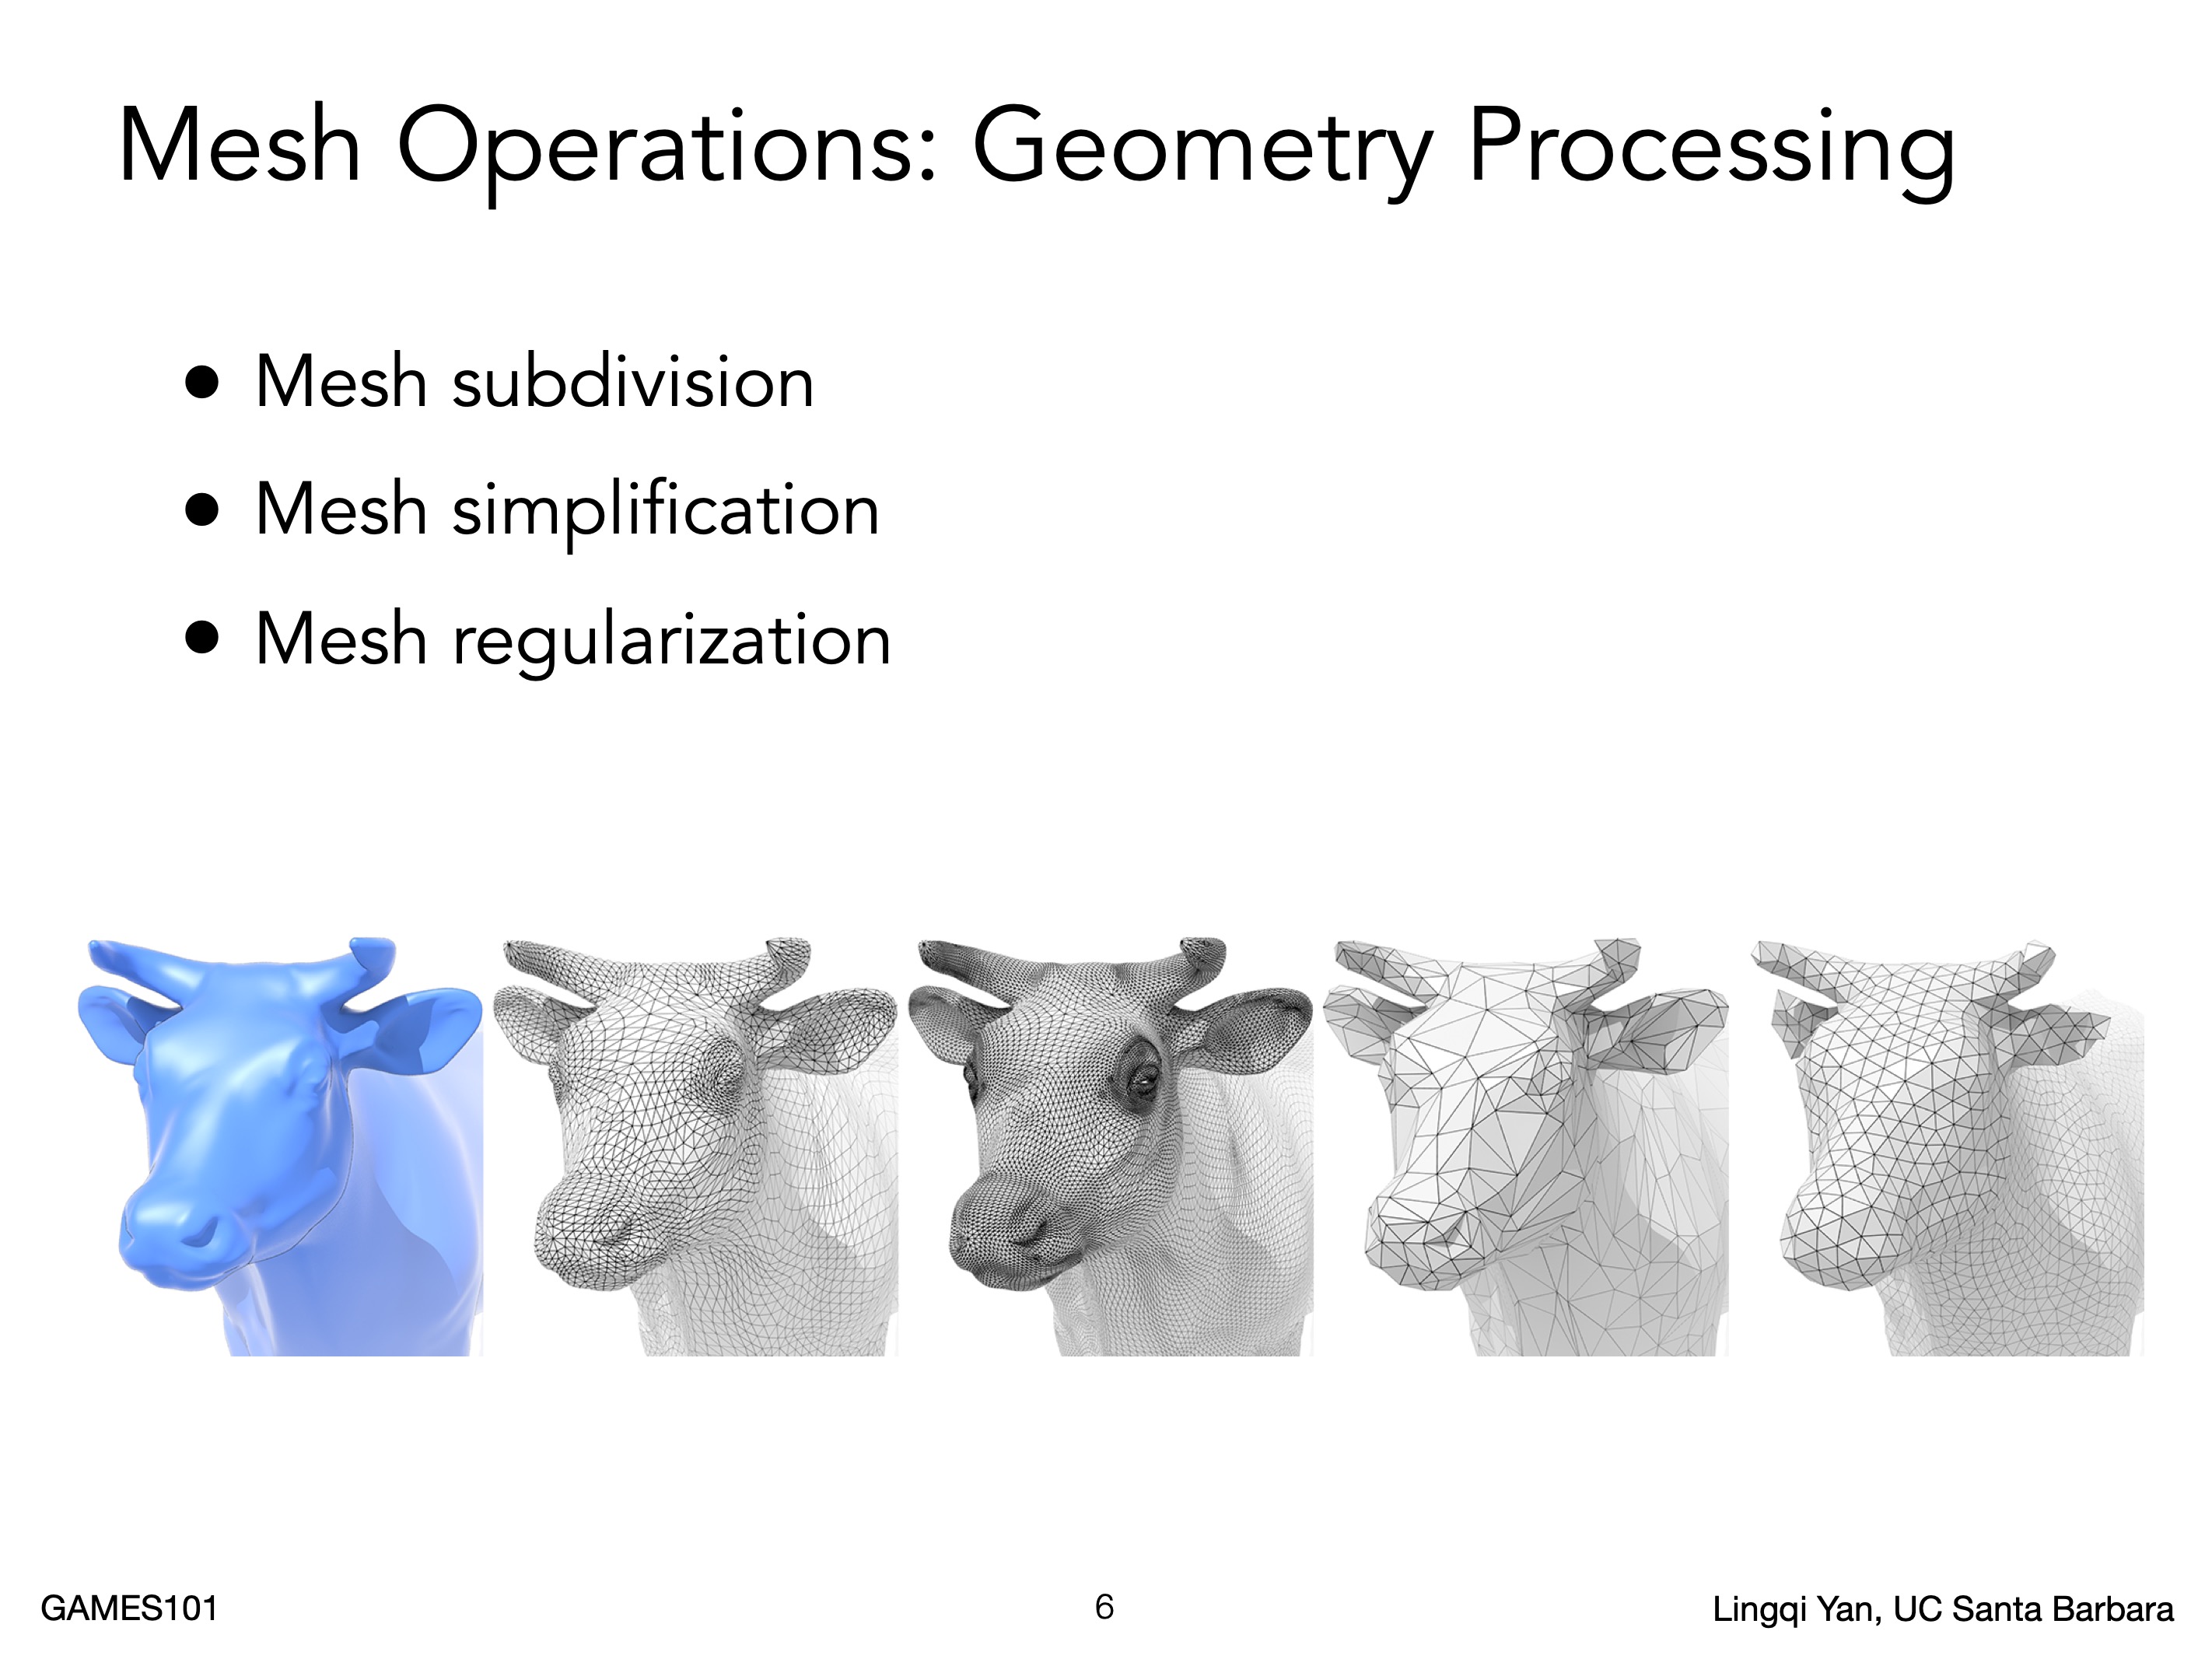 Mesh Operations: Geometry Processing
● Mesh subdivision
● Mesh simplification
● Mesh regularization
GAMES101
6
Lingqi Yan, UC Santa Barbara